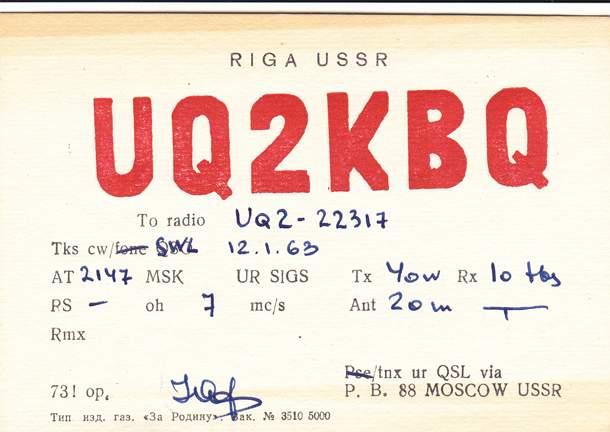 RIGA USSR
UQ2KBQ
To radio UQ2-22317
Tks cw/fone SWL 12.1.63
AT 2147 MSK UR SIGS Tx 40w Rx 10 tbs
RS — oh 7 mc/s Ant 20 m
Rmx
Pse/tnx ur QSL via
73! op. P. B. 88 MOSCOW USSR
Тип. изд. газ. «За Родину». Зак. № 3510 5000